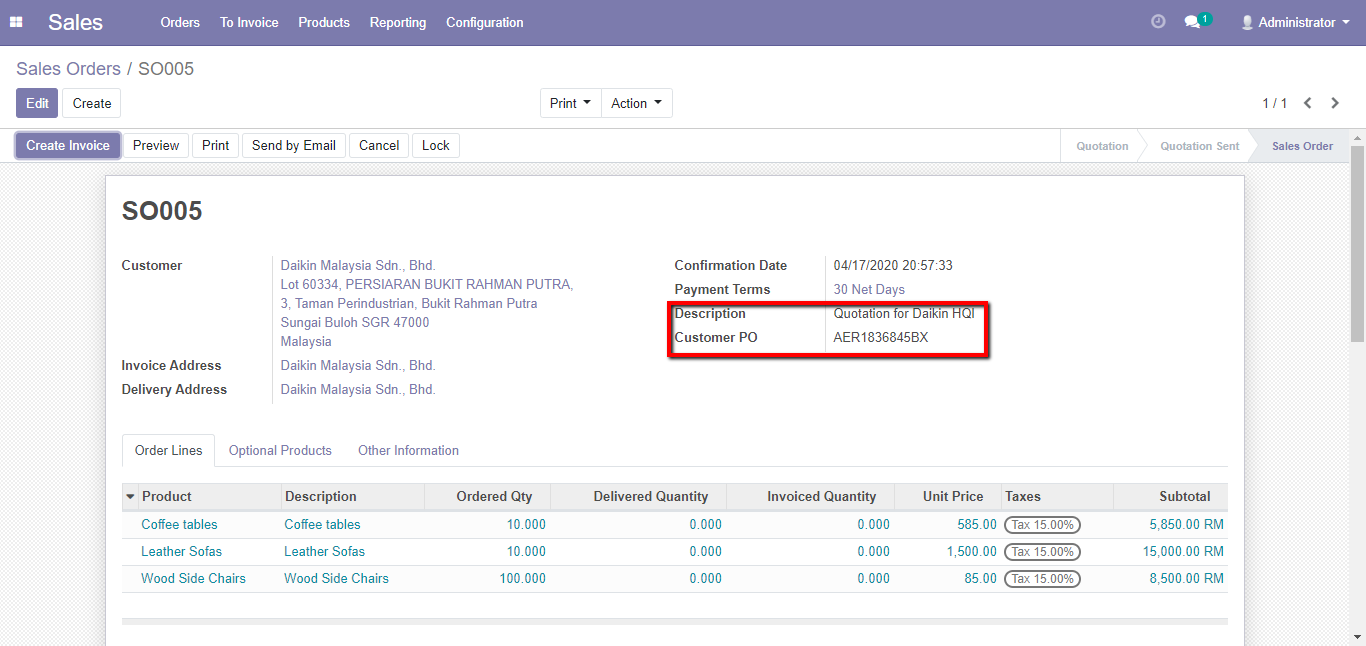 Sales Orders To Invoice Products Reporting Configuration 1 Administrator
Sales Orders / SO005
Edit Create Print Action 1 / 1
Create Invoice Preview Print Send by Email Cancel Lock Quotation Quotation Sent Sales Order
SO005
Customer Daikin Malaysia Sdn., Bhd.
Lot 60334, PERSIARAN BUKIT RAHMAN PUTRA,
3, Taman Perindustrian, Bukit Rahman Putra
Sungai Buloh SGR 47000
Malaysia
Invoice Address Daikin Malaysia Sdn., Bhd.
Delivery Address Daikin Malaysia Sdn., Bhd.
Confirmation Date 04/17/2020 20:57:33
Payment Terms 30 Net Days
Description Quotation for Daikin HQ!
Customer PO AER1836845BX
Order Lines Optional Products Other Information
Product Description Ordered Qty Delivered Quantity Invoiced Quantity Unit Price Taxes Subtotal
Coffee tables Coffee tables 10.000 0.000 0.000 585.00 Tax 15.00% 5,850.00 RM
Leather Sofas Leather Sofas 10.000 0.000 0.000 1,500.00 Tax 15.00% 15,000.00 RM
Wood Side Chairs Wood Side Chairs 100.000 0.000 0.000 85.00 Tax 15.00% 8,500.00 RM